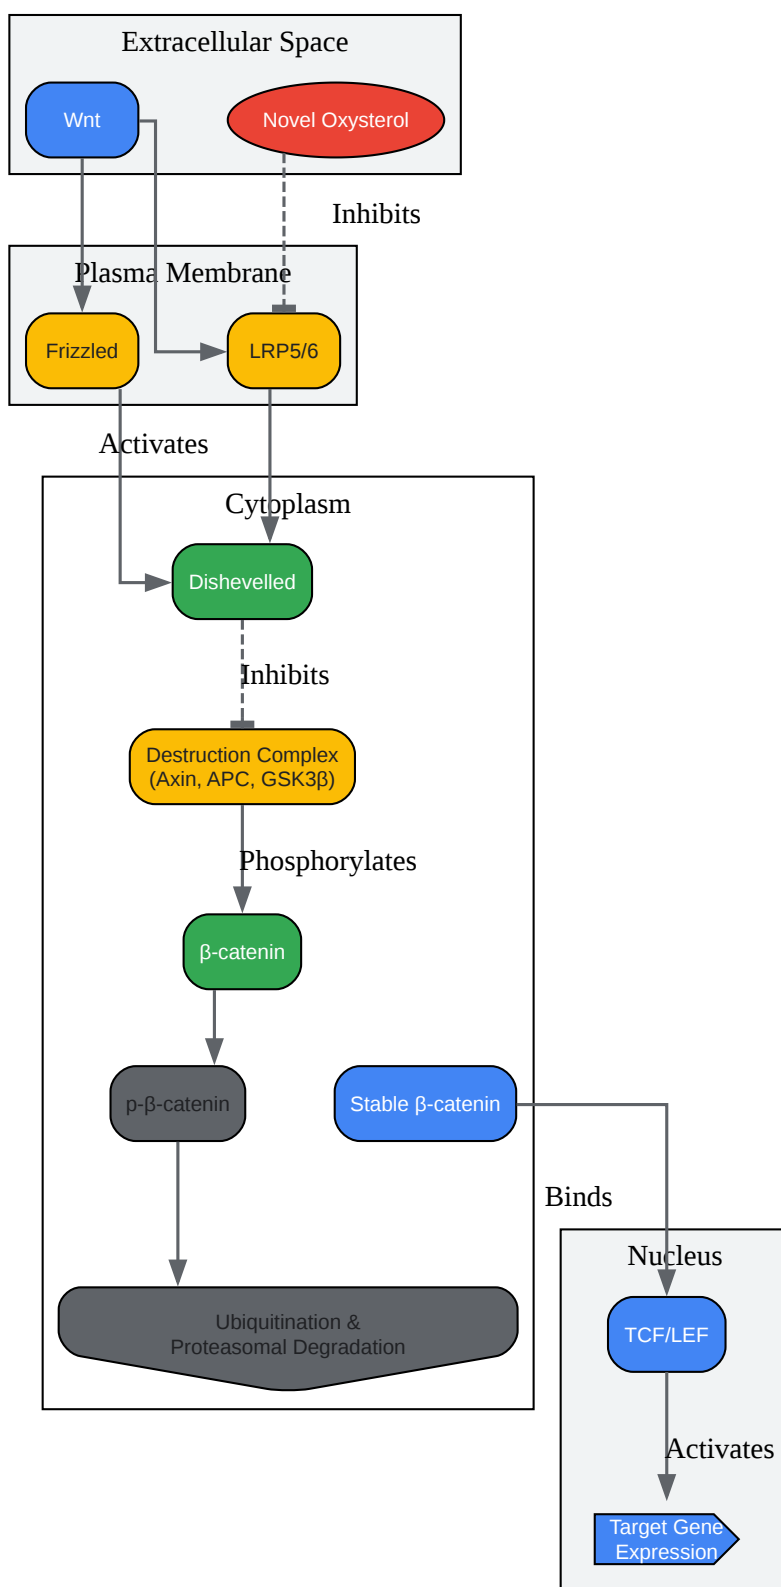 Extracellular Space
Wnt
Novel Oxysterol
Inhibits
Plasma Membrane
Frizzled
LRP5/6
Activates
Cytoplasm
Dishevelled
Inhibits
Destruction Complex
(Axin, APC, GSK3β)
Phosphorylates
β-catenin
p-β-catenin
Stable β-catenin
Binds
Nucleus
Ubiquitination &
Proteasomal Degradation
TCF/LEF
Activates
Target Gene
Expression